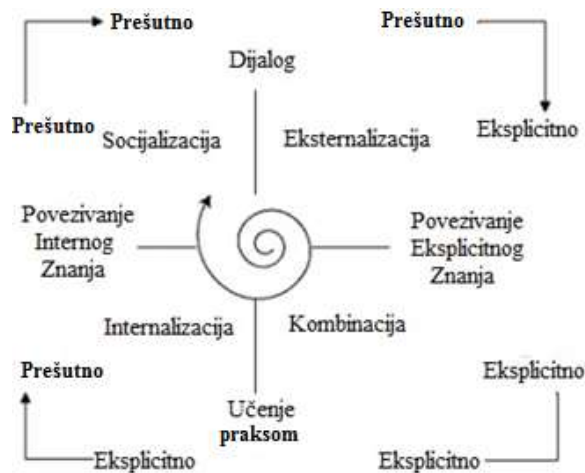 Prešutno
Prešutno
Dijalog
Prešutno
Eksplicitno
Socijalizacija
Eksternalizacija
Povezivanje
Internog
Znanja
Povezivanje
Eksplicitnog
Znanja
Internalizacija
Kombinacija
Prešutno
Eksplicitno
Učenje
praksom
Eksplicitno
Eksplicitno